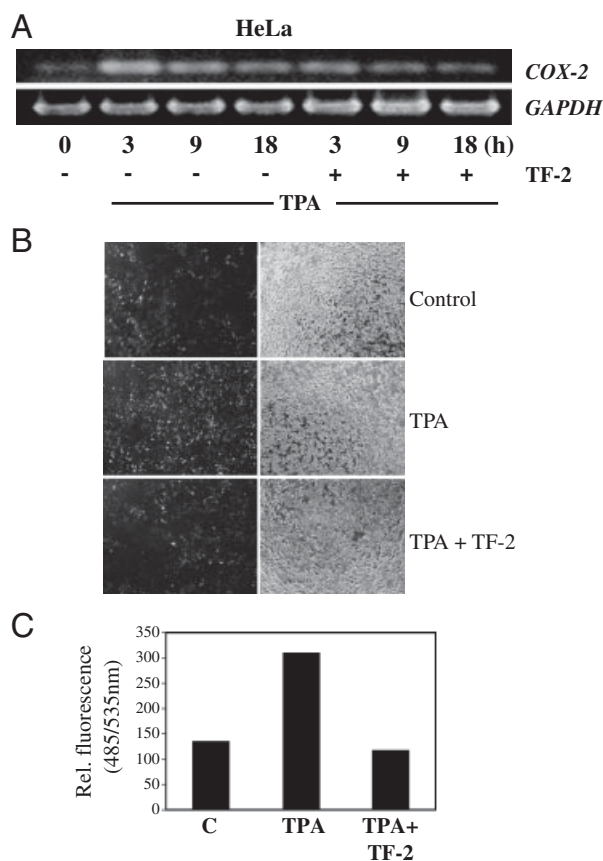 A
HeLa
COX-2
GAPDH
0 3 9 18 3 9 18 (h)
- - - - + + + TF-2
TPA
B
Control
TPA
TPA + TF-2
C
Rel. fluorescence
(485/535nm)
350
300
250
200
150
100
50
0
C TPA TPA+
TF-2